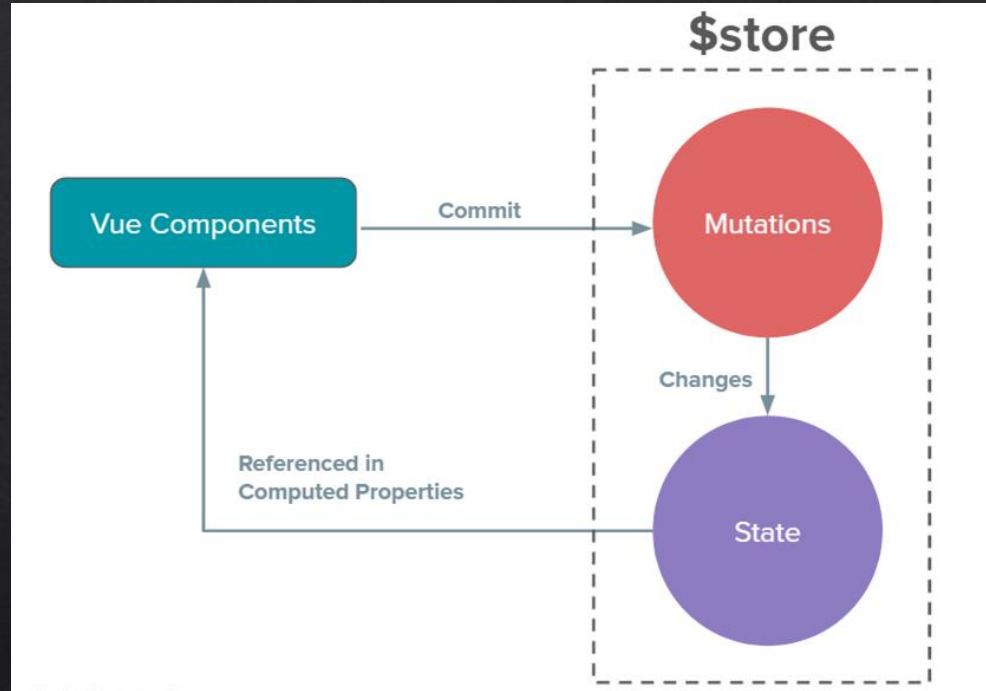 $store
Vue Components
Commit
Mutations
Changes
Referenced in
Computed Properties
State